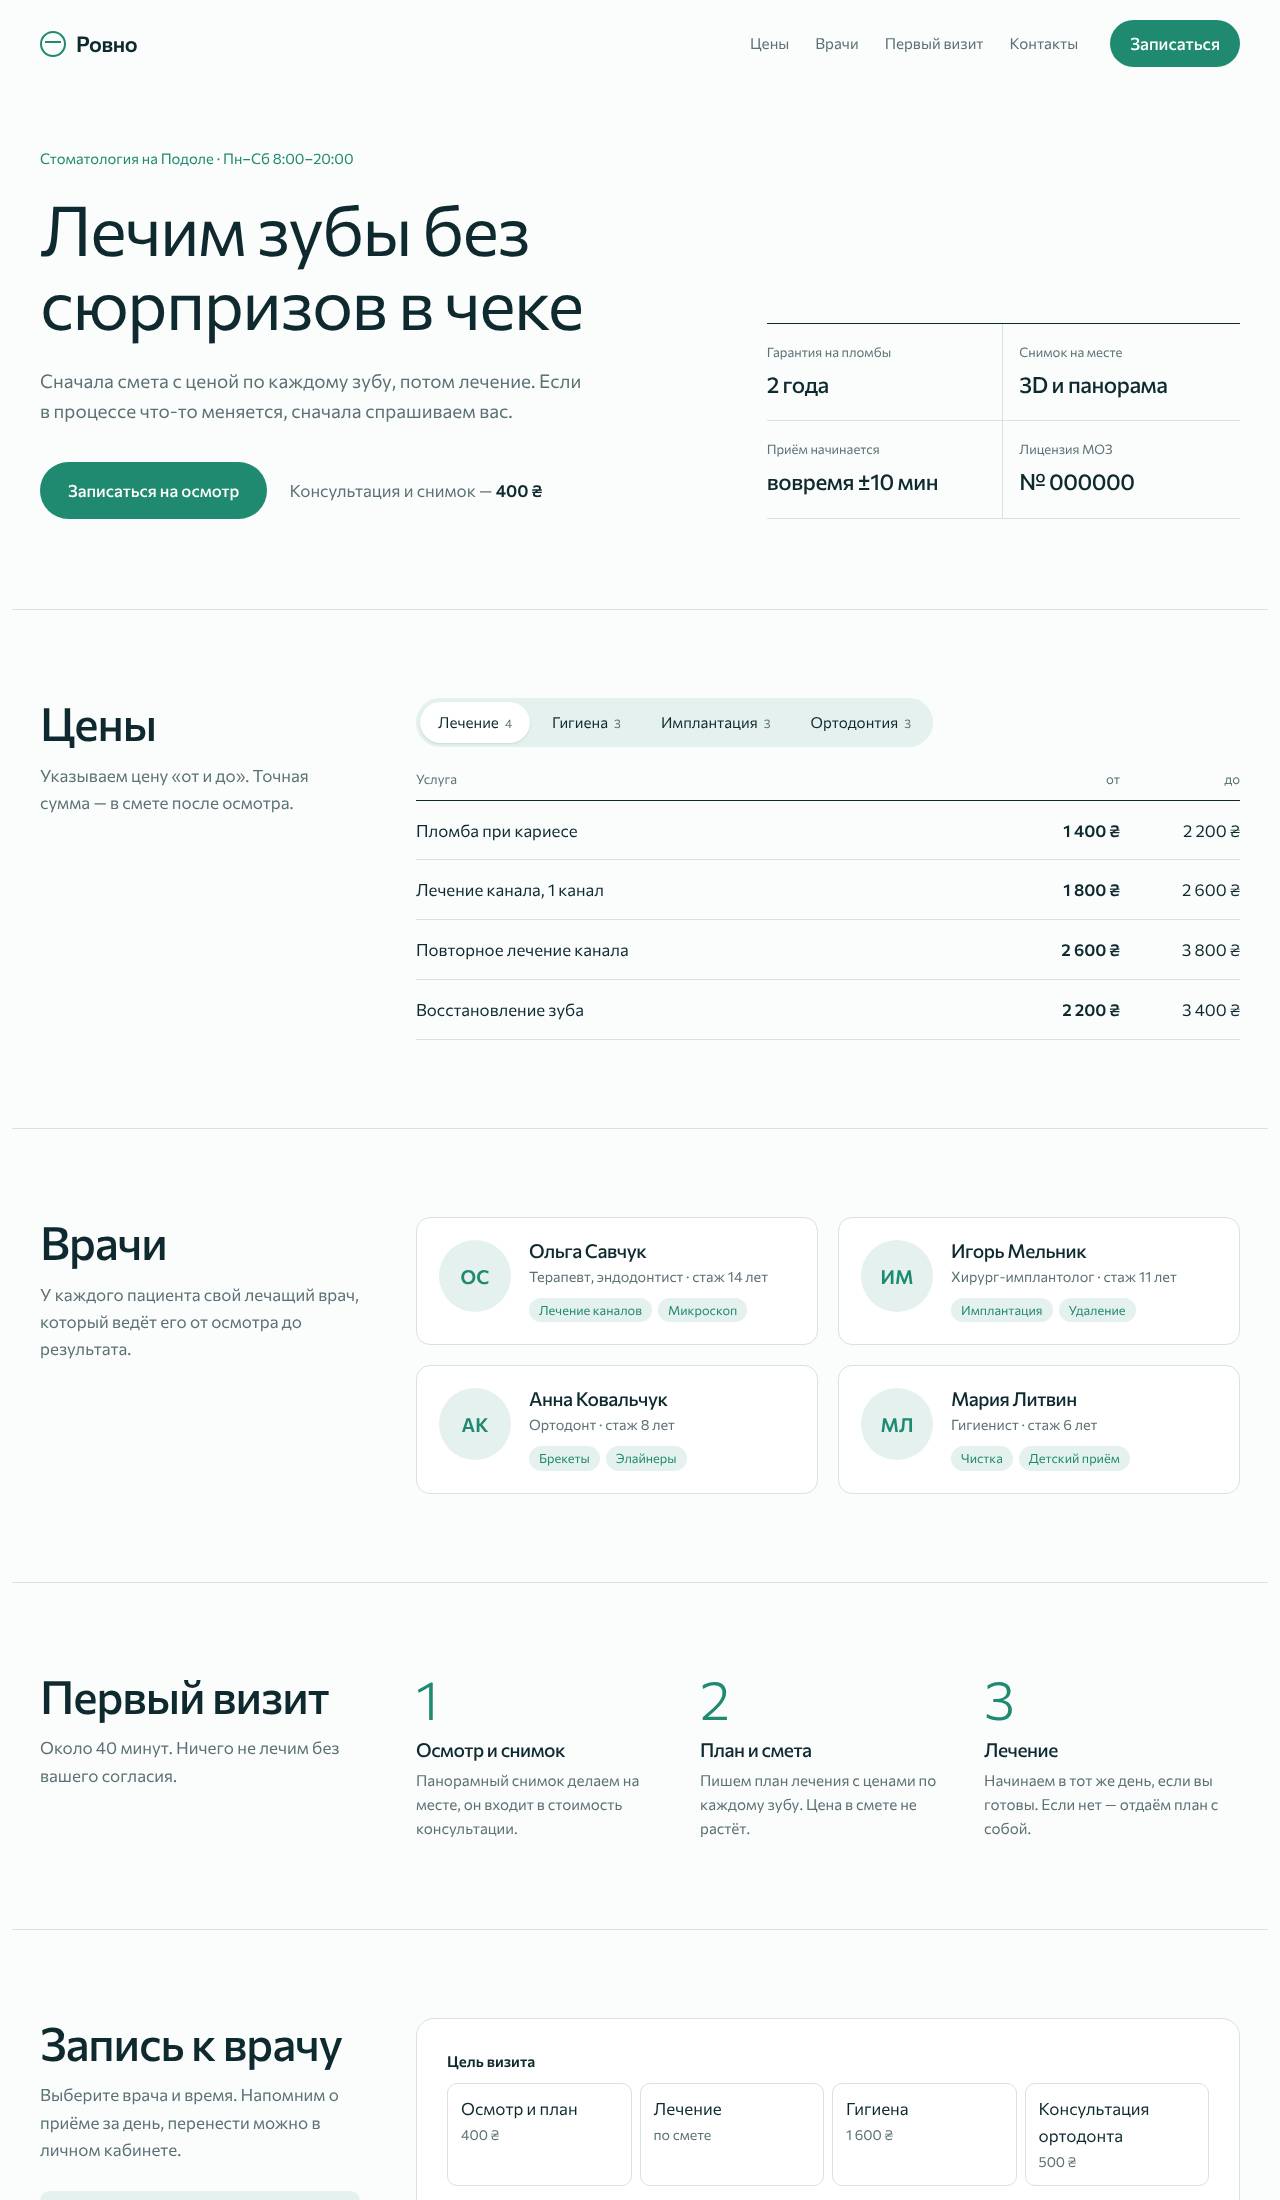 Ровно
Цены
Врачи
Первый визит
Контакты
Записаться
Стоматология на Подоле · Пн–Сб 8:00–20:00
Лечим зубы без
сюрпризов в чеке
Сначала смета с ценой по каждому зубу, потом лечение. Если
в процессе что-то меняется, сначала спрашиваем вас.
Записаться на осмотр
Консультация и снимок — 400 ₴
Гарантия на пломбы
2 года
Снимок на месте
3D и панорама
Приём начинается
вовремя ±10 мин
Лицензия МОЗ
№ 000000
Цены
Указываем цену «от и до». Точная
сумма — в смете после осмотра.
Лечение 4
Гигиена 3
Имплантация 3
Ортодонтия 3
Услуга от до
Пломба при кариесе 1 400 ₴ 2 200 ₴
Лечение канала, 1 канал 1 800 ₴ 2 600 ₴
Повторное лечение канала 2 600 ₴ 3 800 ₴
Восстановление зуба 2 200 ₴ 3 400 ₴
Врачи
У каждого пациента свой лечащий врач,
который ведёт его от осмотра до
результата.
ОС
Ольга Савчук
Терапевт, эндодонтист · стаж 14 лет
Лечение каналов
Микроскоп
ИМ
Игорь Мельник
Хирург-имплантолог · стаж 11 лет
Имплантация
Удаление
АК
Анна Ковальчук
Ортодонт · стаж 8 лет
Брекеты
Элайнеры
МЛ
Мария Литвин
Гигиенист · стаж 6 лет
Чистка
Детский приём
Первый визит
Около 40 минут. Ничего не лечим без
вашего согласия.
1
Осмотр и снимок
Панорамный снимок делаем на
месте, он входит в стоимость
консультации.
2
План и смета
Пишем план лечения с ценами по
каждому зубу. Цена в смете не
растёт.
3
Лечение
Начинаем в тот же день, если вы
готовы. Если нет — отдаём план с
собой.
Запись к врачу
Выберите врача и время. Напомним о
приёме за день, перенести можно в
личном кабинете.
Цель визита
Осмотр и план
400 ₴
Лечение
по смете
Гигиена
1 600 ₴
Консультация
ортодонта
500 ₴